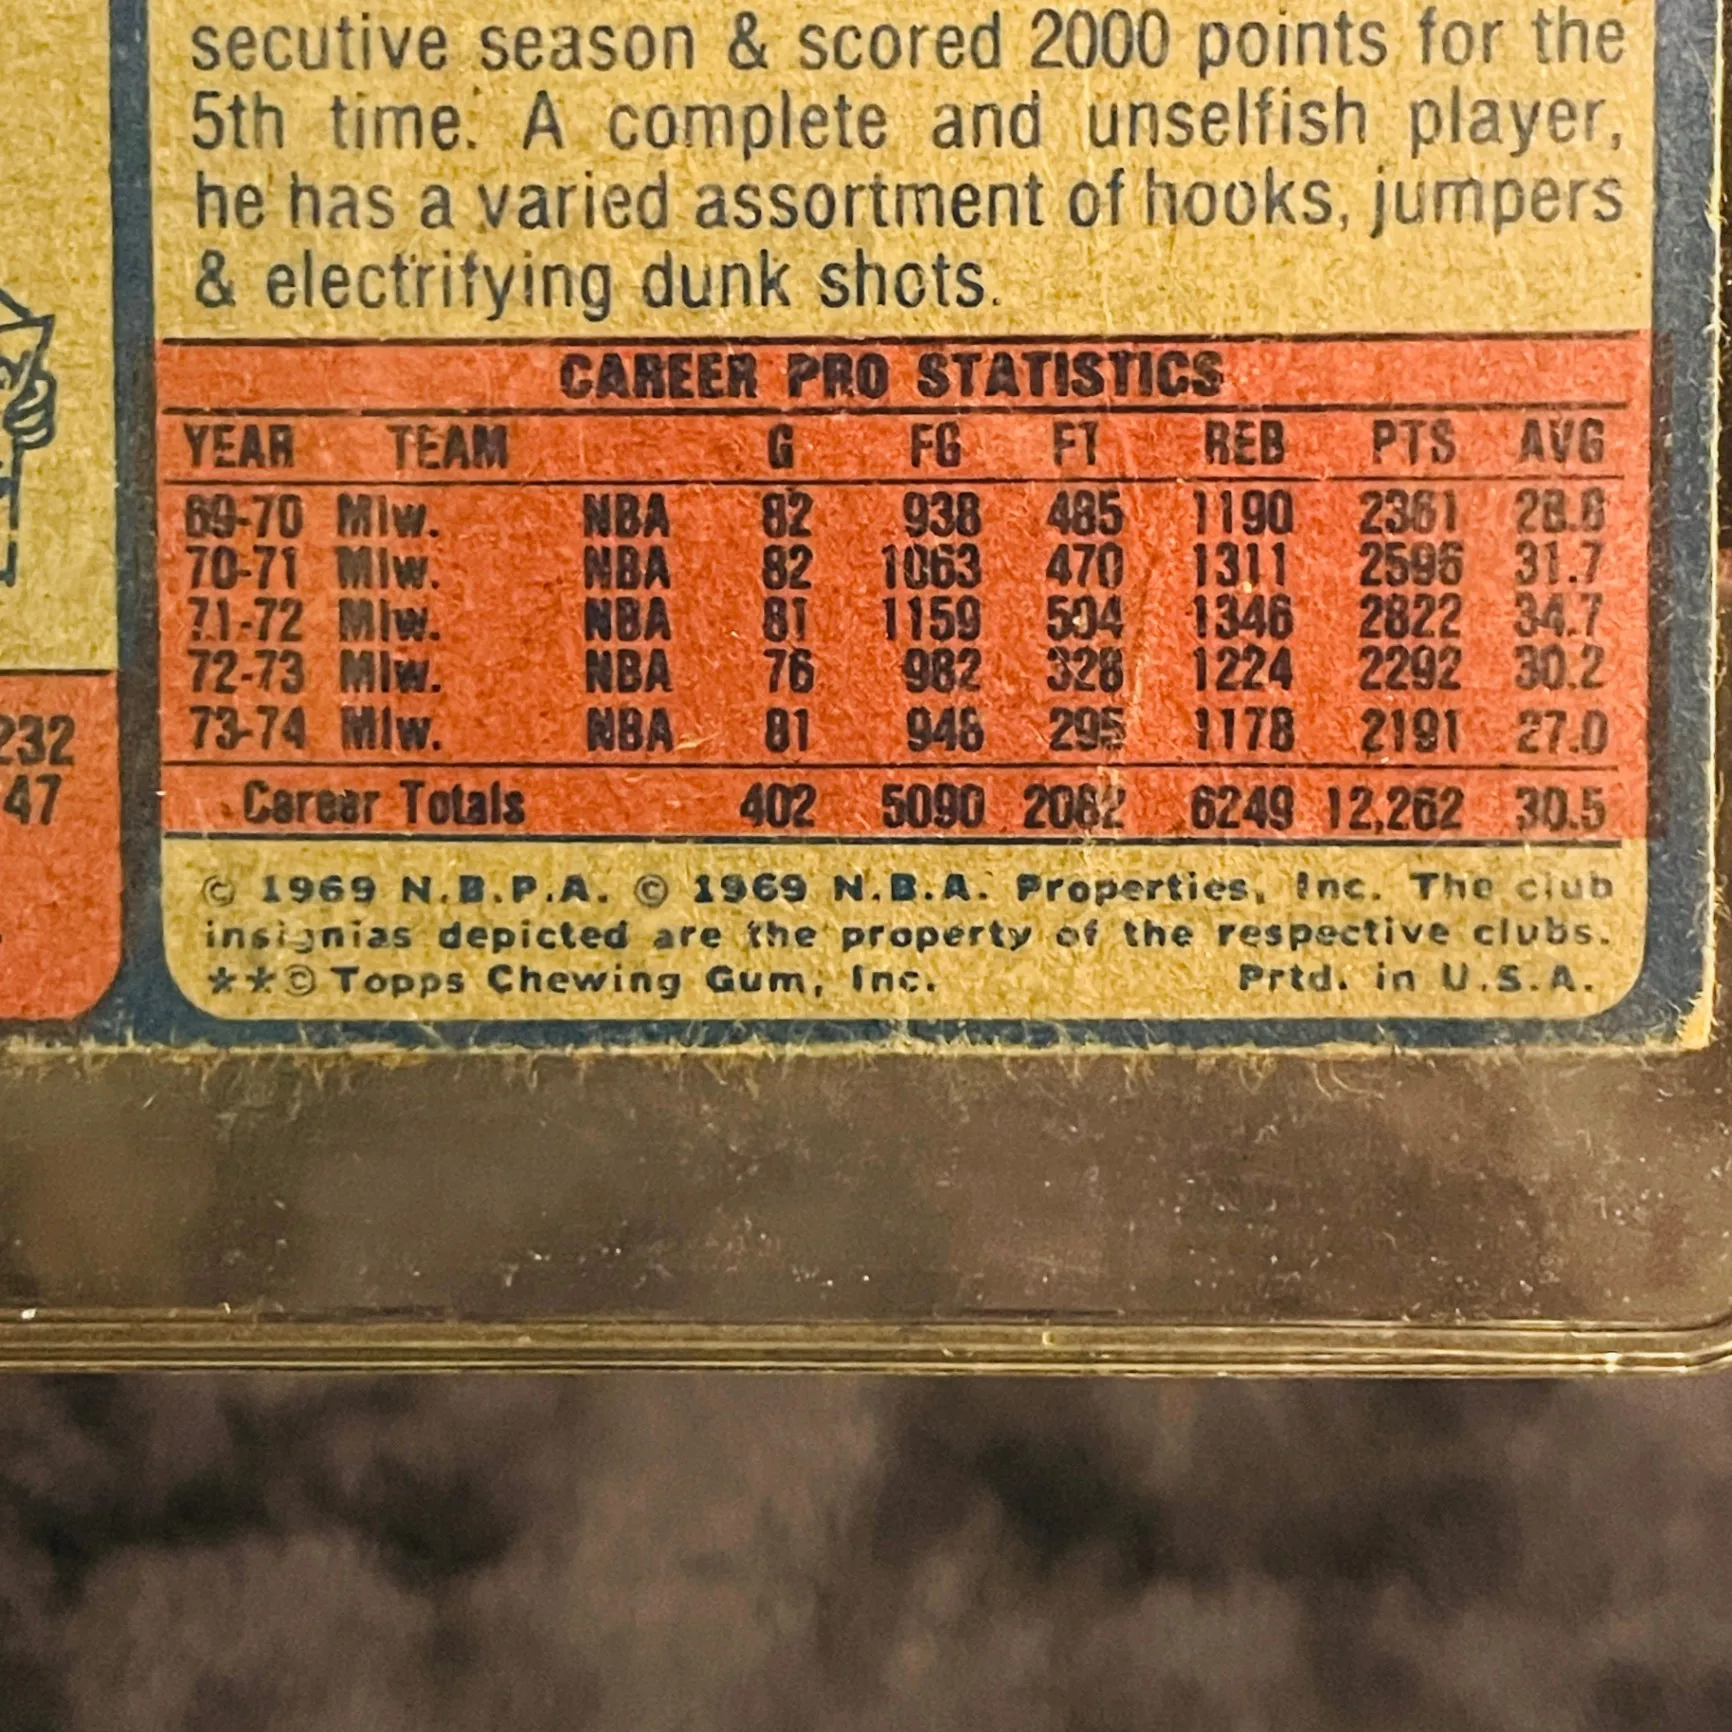 secutive season & scored 2000 points for the
5th time. A complete and unselfish player,
he has a varied assortment of hooks, jumpers
& electrifying dunk shots.
CAREER PRO STATISTICS
YEAR TEAM G FG FT REB PTS AVG
69-70 Milw. NBA 82 938 485 1190 2361 28.8
70-71 Milw. NBA 82 1063 470 1311 2596 31.7
71-72 Milw. NBA 81 1159 504 1346 2822 34.7
72-73 Milw. NBA 76 982 328 1224 2292 30.2
73-74 Milw. NBA 81 948 295 1178 2191 27.0
Career Totals 402 5090 2082 6249 12,262 30.5
232
47
© 1969 N.B.P.A. © 1969 N.B.A. Properties, Inc. The club
insignias depicted are the property of the respective clubs.
**© Topps Chewing Gum, Inc. Prtd. in U.S.A.